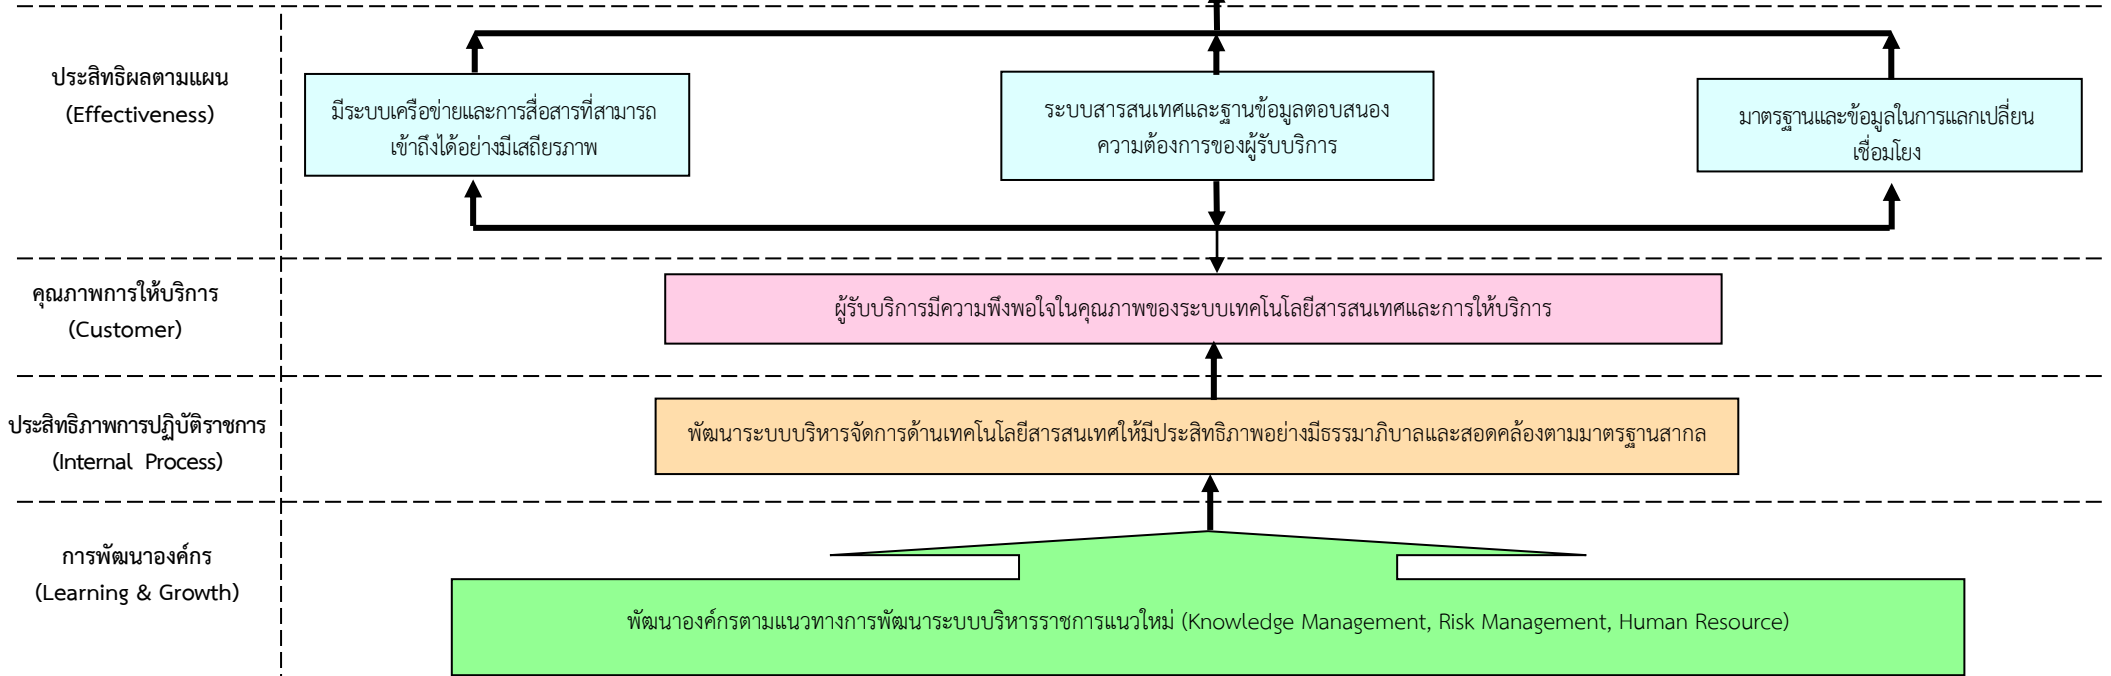 ประสิทธิผลตามแผน
(Effectiveness)
มีระบบเครือข่ายและการสื่อสารที่สามารถ
เข้าถึงได้อย่างมีเสถียรภาพ
ระบบสารสนเทศและฐานข้อมูลตอบสนอง
ความต้องการของผู้รับบริการ
มาตรฐานและข้อมูลในการแลกเปลี่ยน
เชื่อมโยง
คุณภาพการให้บริการ
(Customer)
ผู้รับบริการมีความพึงพอใจในคุณภาพของระบบเทคโนโลยีสารสนเทศและการให้บริการ
ประสิทธิภาพการปฏิบัติราชการ
(Internal Process)
พัฒนาระบบบริหารจัดการด้านเทคโนโลยีสารสนเทศให้มีประสิทธิภาพอย่างมีธรรมาภิบาลและสอดคล้องตามมาตรฐานสากล
การพัฒนาองค์กร
(Learning & Growth)
พัฒนาองค์กรตามแนวทางการพัฒนาระบบบริหารราชการแนวใหม่ (Knowledge Management, Risk Management, Human Resource)